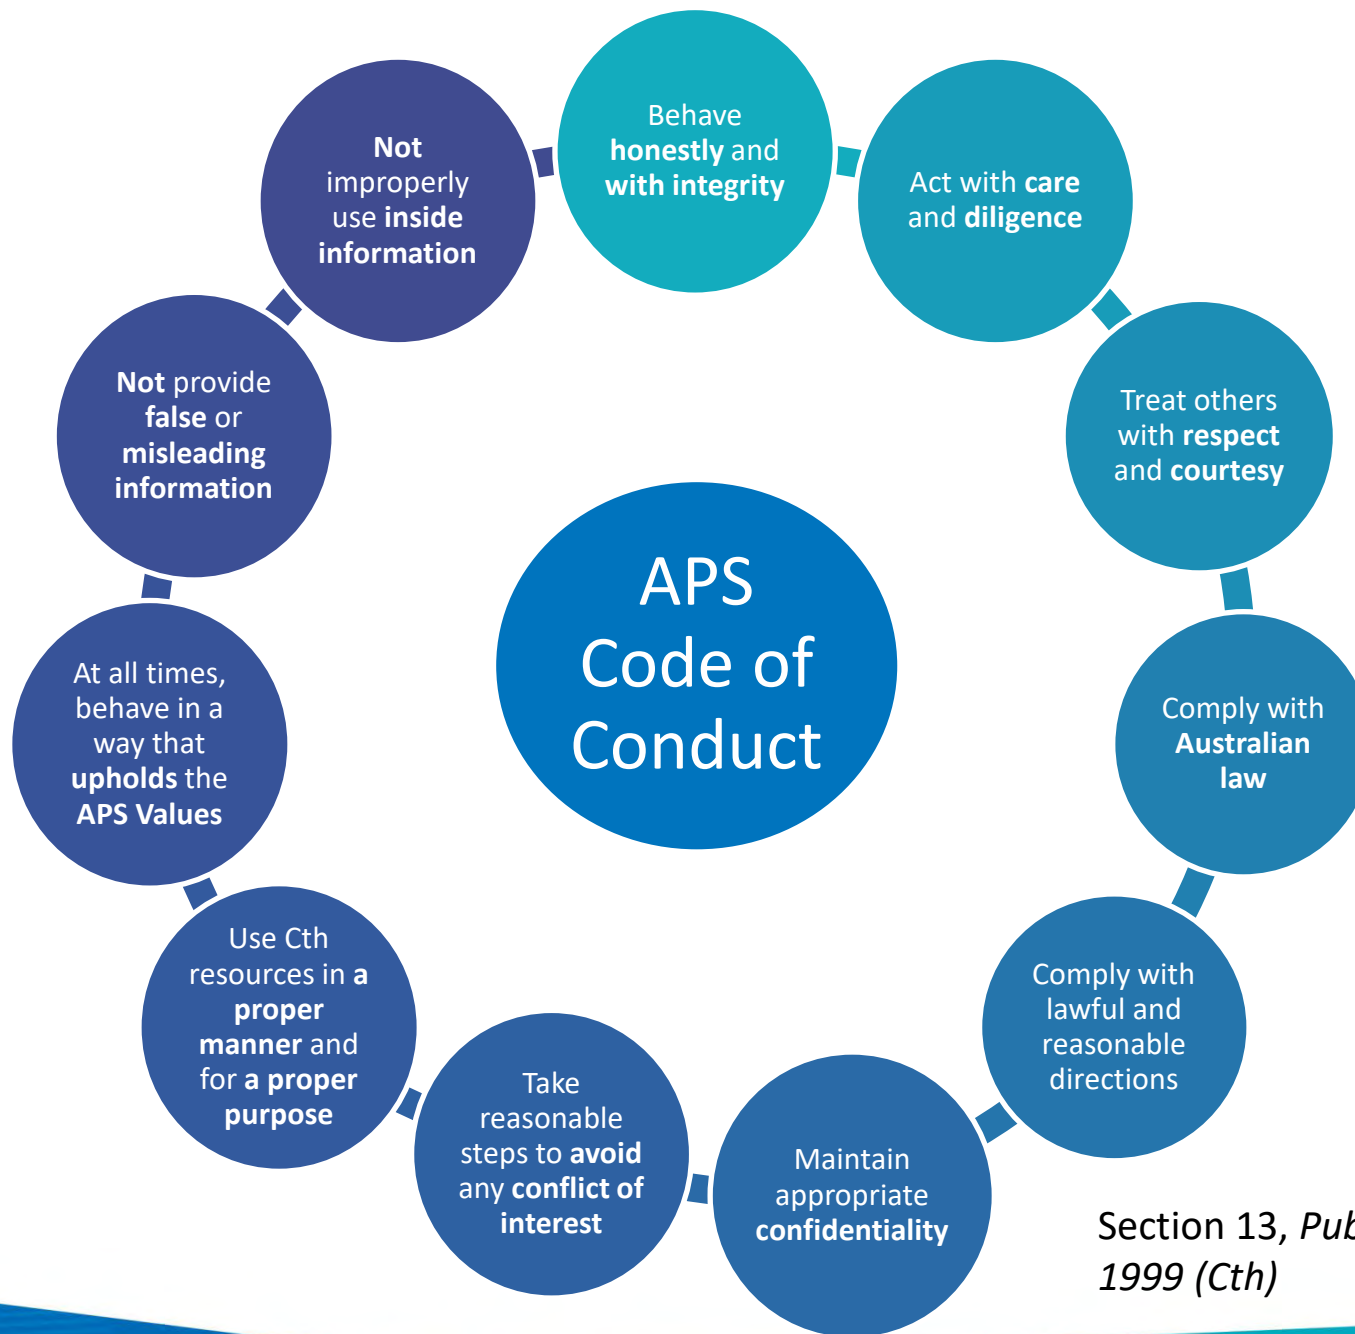 Behave
honestly and
with integrity
Act with care
and diligence
Treat others
with respect
and courtesy
Comply with
Australian
law
Comply with
lawful and
reasonable
directions
Maintain
appropriate
confidentiality
Take
reasonable
steps to avoid
any conflict of
interest
Use Cth
resources in a
proper
manner and
for a proper
purpose
At all times,
behave in a
way that
upholds the
APS Values
Not provide
false or
misleading
information
Not
improperly
use inside
information
APS
Code of
Conduct
Section 13,
1999 (Cth)